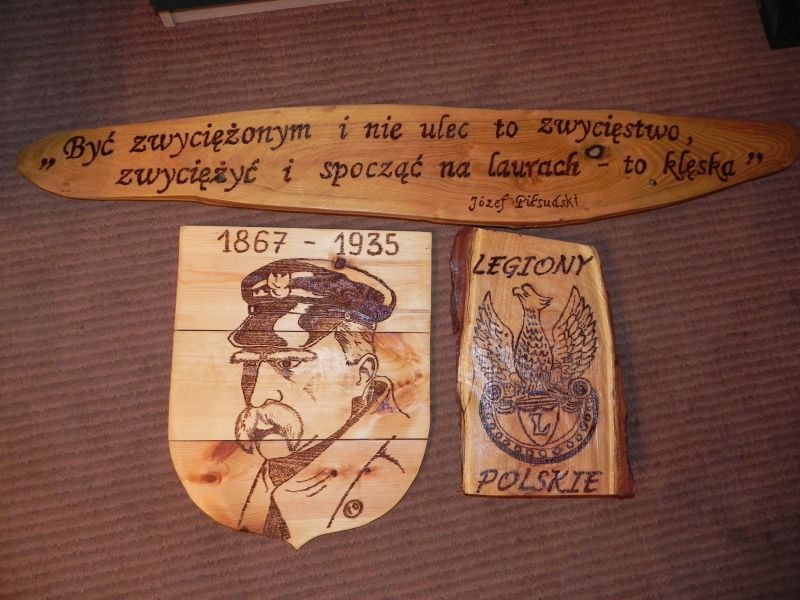 „Być zwyciężonym i nie ulec to zwycięstwo,
zwyciężyć i spocząć na laurach - to klęska”
Józef Piłsudski
1867 - 1935
LEGIONY
L
POLSKIE